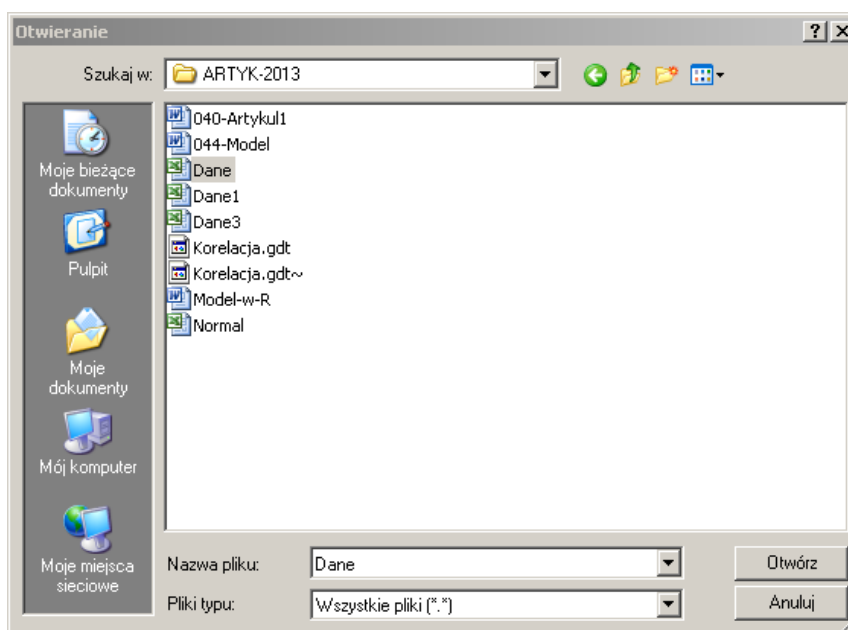 Otwieranie
Szukaj w:
ARTYK-2013
040-Artykul1
044-Model
Dane
Dane1
Dane3
Korelacja.gdt
Korelacja.gdt~
Model-w-R
Normal
Moje bieżące
dokumenty
Pulpit
Moje
dokumenty
Mój komputer
Moje miejsca
sieciowe
Nazwa pliku:
Dane
Otwórz
Pliki typu:
Wszystkie pliki (*.*)
Anuluj